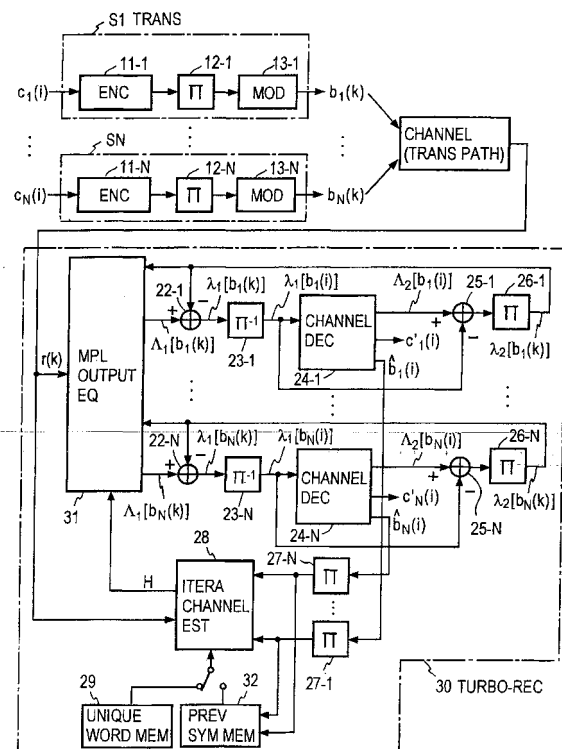 S1 TRANS
11-1 12-1 13-1
c₁(i) ENC Π MOD b₁(k)
SN
11-N 12-N 13-N
cN(i) ENC Π MOD bN(k)
CHANNEL
(TRANS PATH)
22-1 λ₁[b₁(k)] λ₁[b₁(i)] Λ₂[b₁(i)] 25-1 26-1
+ − Π⁻¹ CHANNEL DEC + − Π
Λ₁[b₁(k)] 23-1 24-1 c'₁(i) b̂₁(i) λ₂[b₁(k)]
r(k) MPL OUTPUT EQ
22-N λ₁[bN(k)] λ₁[bN(i)] Λ₂[bN(i)] 26-N
+ − Π⁻¹ CHANNEL DEC + − Π
31 Λ₁[bN(k)] 23-N 24-N c'N(i) b̂N(i) 25-N λ₂[bN(k)]
28 27-N
H ITERA CHANNEL EST Π
Π
27-1
29 32
UNIQUE WORD MEM PREV SYM MEM
30 TURBO-REC